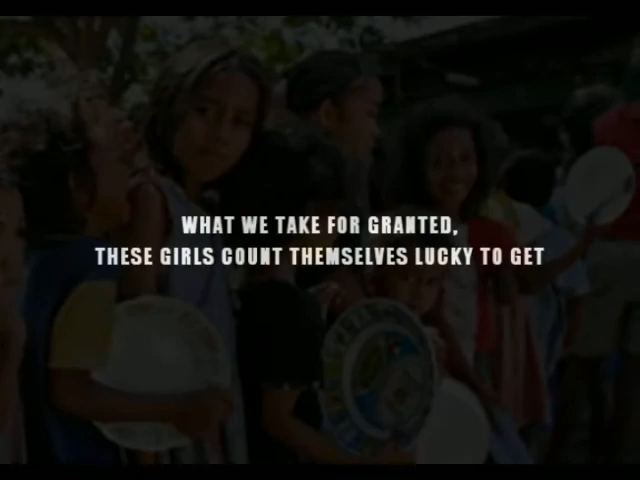 WHAT WE TAKE FOR GRANTED,
THESE GIRLS COUNT THEMSELVES LUCKY TO GET